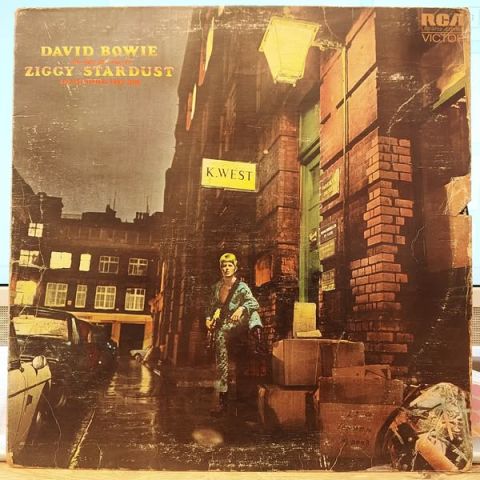 DAVID BOWIE
ZIGGY STARDUST
RCA
VICTOR
K.WEST